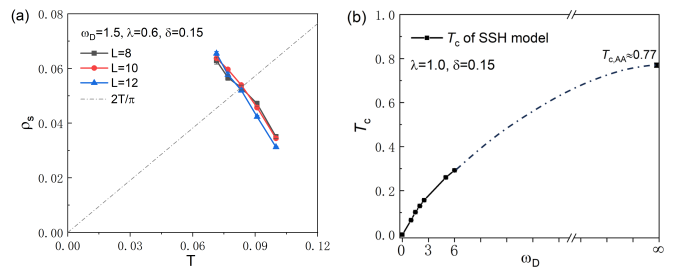 (a)
ω_D=1.5, λ=0.6, δ=0.15
L=8
L=10
L=12
2T/π
ρ_s
0.08
0.06
0.04
0.02
0.00
0.00 0.03 0.06 0.09 0.12
T
(b)
T_c of SSH model
λ=1.0, δ=0.15
T_c,AA≈0.77
T_c
1.0
0.8
0.6
0.4
0.2
0.0
0 3 6 ∞
ω_D